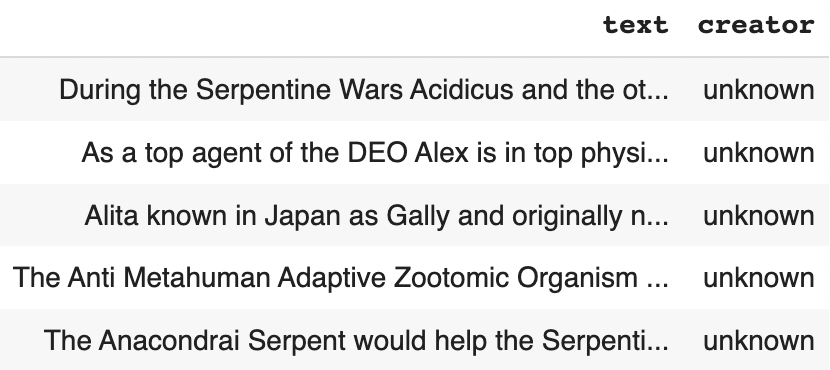 text creator
During the Serpentine Wars Acidicus and the ot... unknown
As a top agent of the DEO Alex is in top physi... unknown
Alita known in Japan as Gally and originally n... unknown
The Anti Metahuman Adaptive Zootomic Organism ... unknown
The Anacondrai Serpent would help the Serpenti... unknown